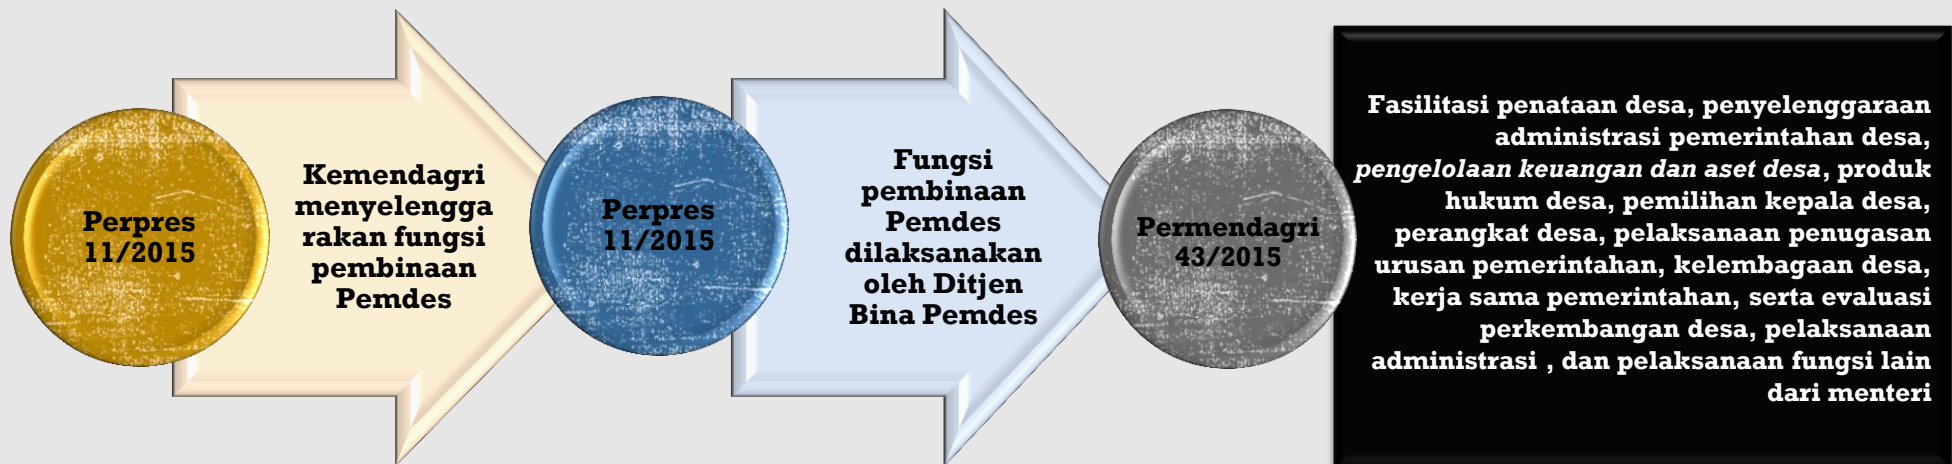 Perpres
11/2015
Kemendagri
menyelengga
rakan fungsi
pembinaan
Pemdes
Perpres
11/2015
Fungsi
pembinaan
Pemdes
dilaksanakan
oleh Ditjen
Bina Pemdes
Permendagri
43/2015
Fasilitasi penataan desa, penyelenggaraan
administrasi pemerintahan desa,
pengelolaan keuangan dan aset desa, produk
hukum desa, pemilihan kepala desa,
perangkat desa, pelaksanaan penugasan
urusan pemerintahan, kelembagaan desa,
kerja sama pemerintahan, serta evaluasi
perkembangan desa, pelaksanaan
administrasi , dan pelaksanaan fungsi lain
dari menteri